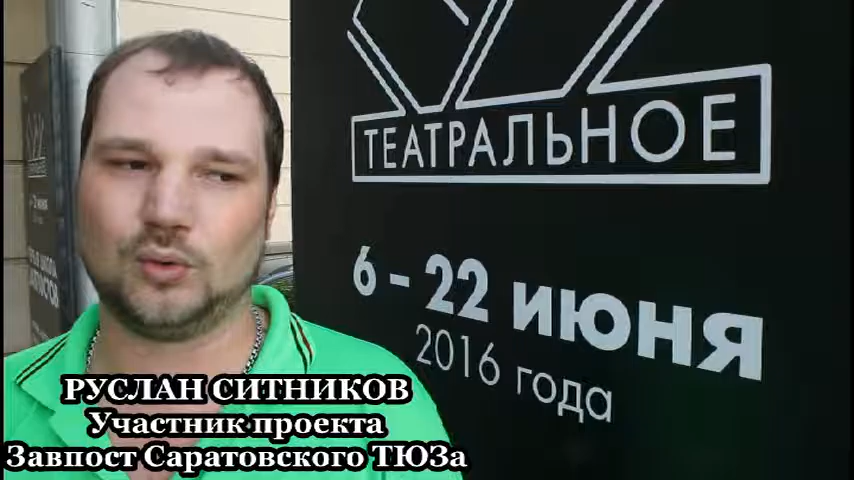 ТЕАТРАЛЬНОЕ
6 – 22 ИЮНЯ
2016 года
РУСЛАН СИТНИКОВ
Участник проекта
Завпост Саратовского ТЮЗа